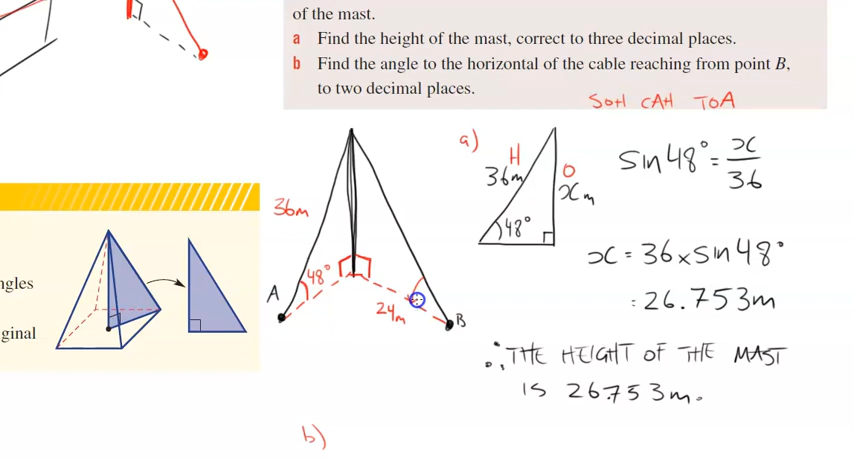 of the mast.
a Find the height of the mast, correct to three decimal places.
b Find the angle to the horizontal of the cable reaching from point B,
to two decimal places.
SOH CAH TOA
a)
H
36m
O
xm
48°
sin 48° = x/36
x = 36 × sin 48°
= 26.753m
∴ THE HEIGHT OF THE MAST
IS 26.753m.
36m
48°
A
24m
B
ngles
ginal
b)